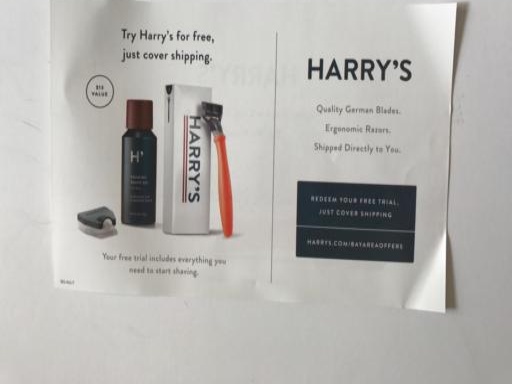 Try Harry's for free,
just cover shipping.
$13
VALUE
H'
HARRY'S
Your free trial includes everything you
need to start shaving.
HARRY'S
Quality German Blades.
Ergonomic Razors.
Shipped Directly to You.
REDEEM YOUR FREE TRIAL,
JUST COVER SHIPPING
HARRYS.COM/BAYAREAOFFERS